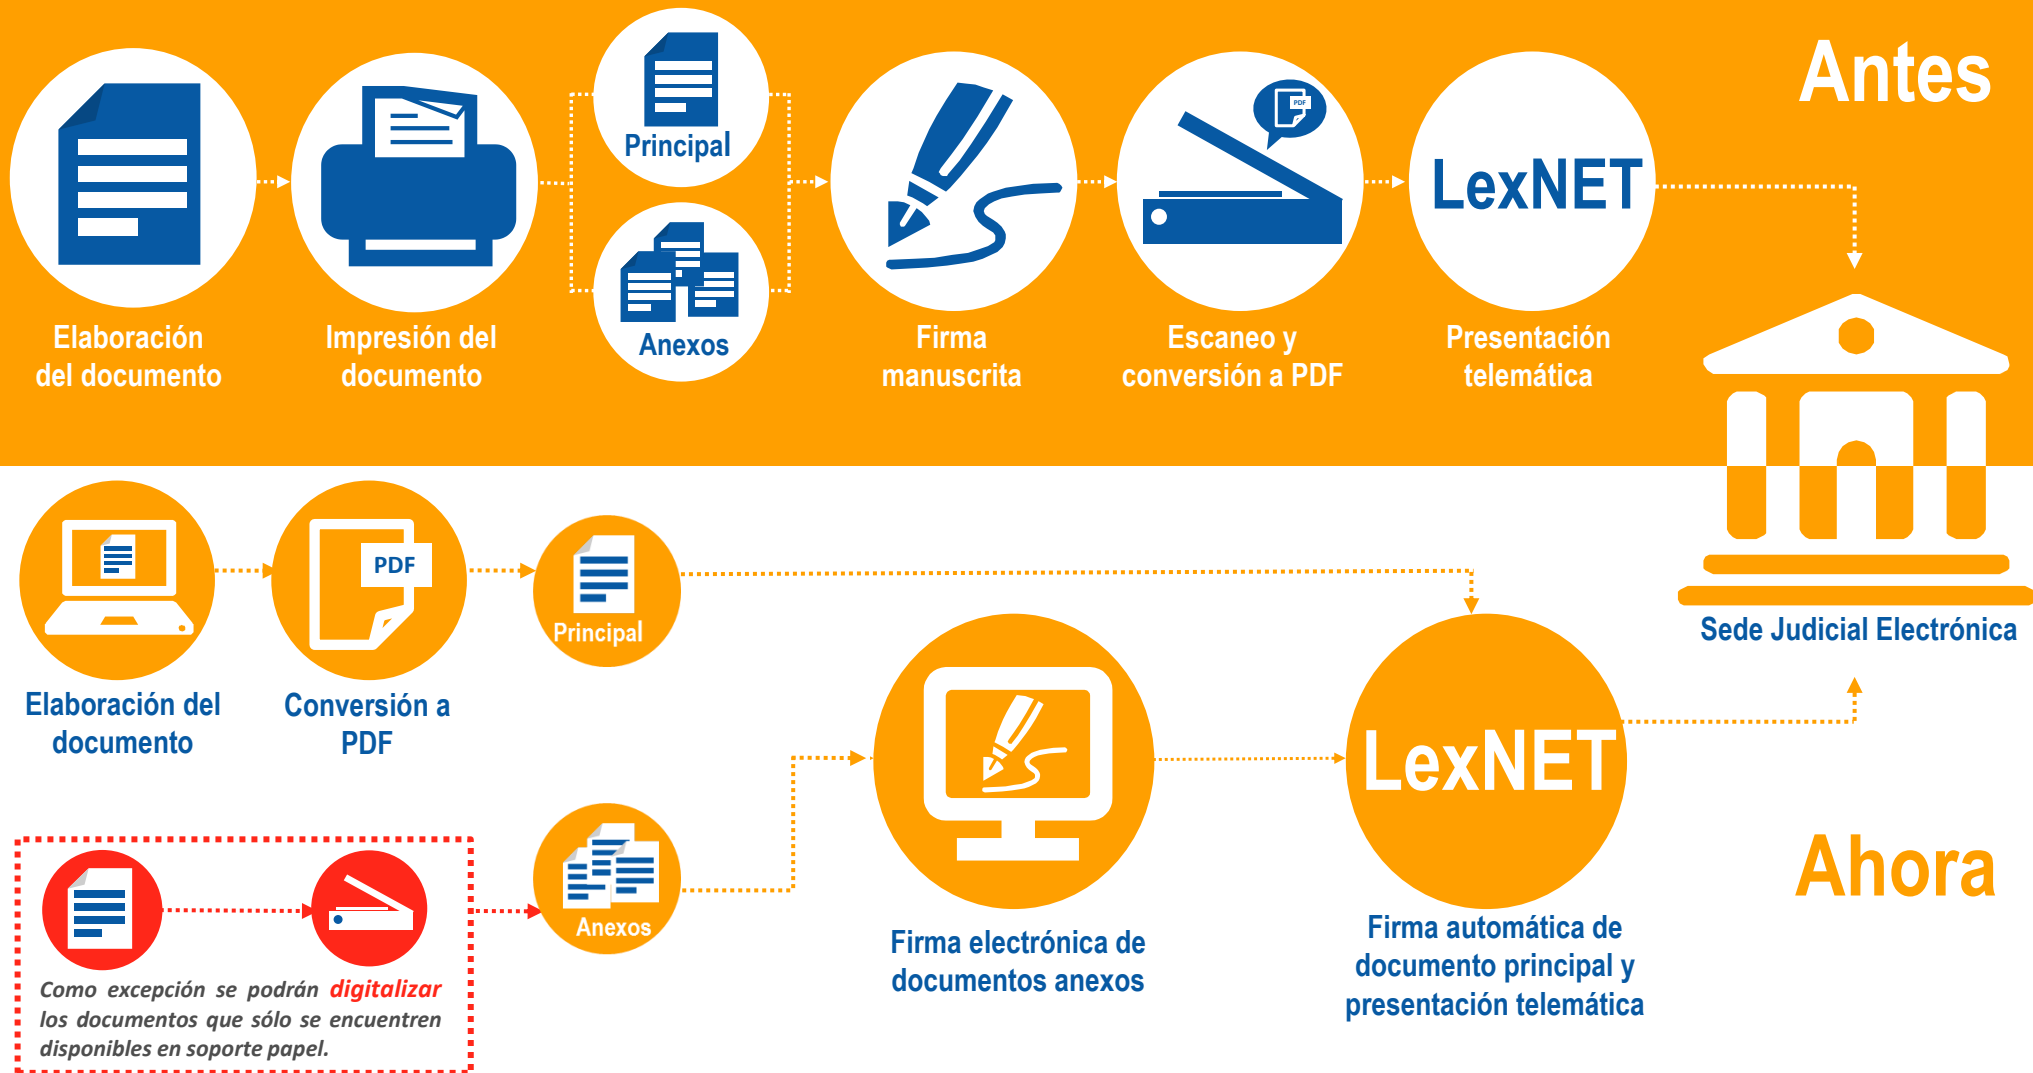 Antes
Principal
PDF
LexNET
Anexos
Elaboración
del documento
Impresión del
documento
Firma
manuscrita
Escaneo y
conversión a PDF
Presentación
telemática
PDF
Principal
Sede Judicial Electrónica
Elaboración del
documento
Conversión a
PDF
LexNET
Ahora
Anexos
Firma electrónica de
documentos anexos
Firma automática de
documento principal y
presentación telemática
Como excepción se podrán digitalizar
los documentos que sólo se encuentren
disponibles en soporte papel.